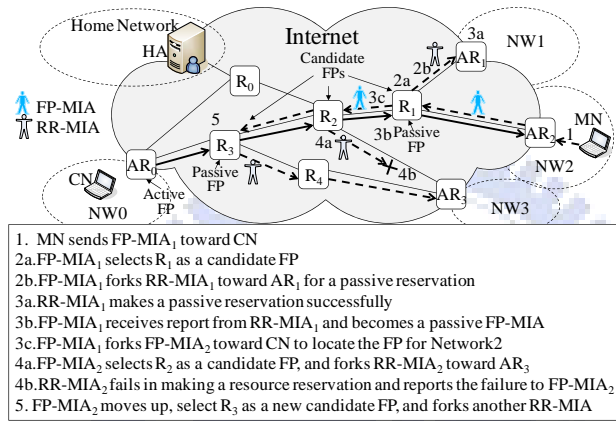 Home Network
HA
Internet
Candidate
FPs
3a
AR1
NW1
2b
2a
3c
R0
FP-MIA
RR-MIA
5
R2
R1
MN
3b
Passive
FP
AR2
1
R3
4a
4b
NW2
CN
AR0
Passive
FP
R4
AR3
Active
FP
NW0
NW3
1. MN sends FP-MIA1 toward CN
2a.FP-MIA1 selects R1 as a candidate FP
2b.FP-MIA1 forks RR-MIA1 toward AR1 for a passive reservation
3a.RR-MIA1 makes a passive reservation successfully
3b.FP-MIA1 receives report from RR-MIA1 and becomes a passive FP-MIA
3c.FP-MIA1 forks FP-MIA2 toward CN to locate the FP for Network2
4a.FP-MIA2 selects R2 as a candidate FP, and forks RR-MIA2 toward AR3
4b.RR-MIA2 fails in making a resource reservation and reports the failure to FP-MIA2
5. FP-MIA2 moves up, select R3 as a new candidate FP, and forks another RR-MIA